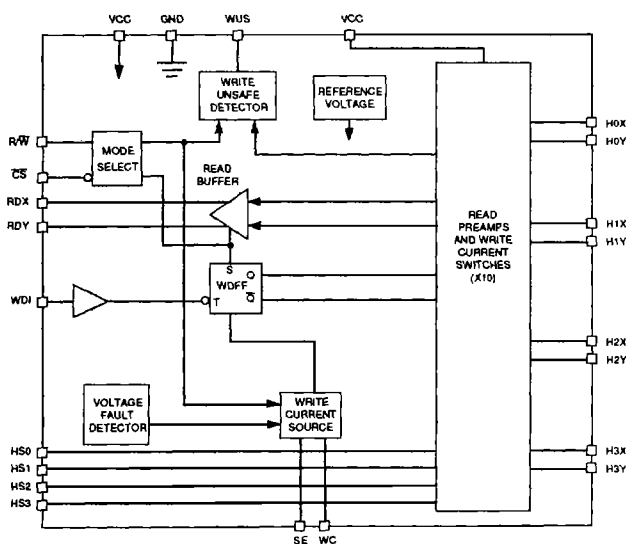 VCC GND WUS VCC
WRITE
UNSAFE
DETECTOR
REFERENCE
VOLTAGE
R/W
CS
MODE
SELECT
READ
BUFFER
RDX
RDY
S
WDFF
Q
Q
T
WDI
READ
PREAMPS
AND WRITE
CURRENT
SWITCHES
(X10)
H0X
H0Y
H1X
H1Y
H2X
H2Y
H3X
H3Y
VOLTAGE
FAULT
DETECTOR
WRITE
CURRENT
SOURCE
HS0
HS1
HS2
HS3
SE WC